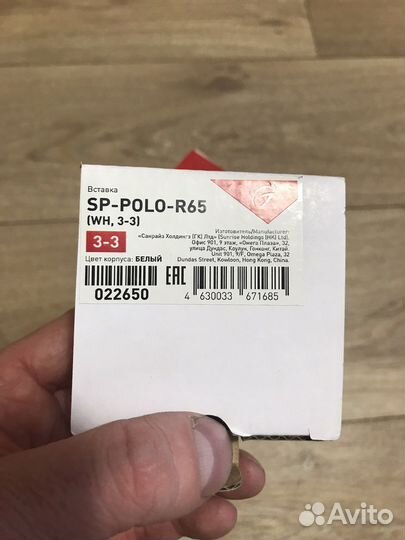 Вставка
SP-POLO-R65
(WH, 3-3)
3-3
Цвет корпуса: БЕЛЫЙ
022650
Изготовитель/Manufacturer:
«Санрайз Холдингз (ГК) Лтд» (Sunrise Holdings (HK) Ltd).
Офис 901, 9 этаж, «Омега Плаза», 32,
улица Дундас, Коулун, Гонконг, Китай.
Unit 901, 9/F, Omega Plaza, 32
Dundas Street, Kowloon, Hong Kong, China.
EAC
4 630033 671685
Avito